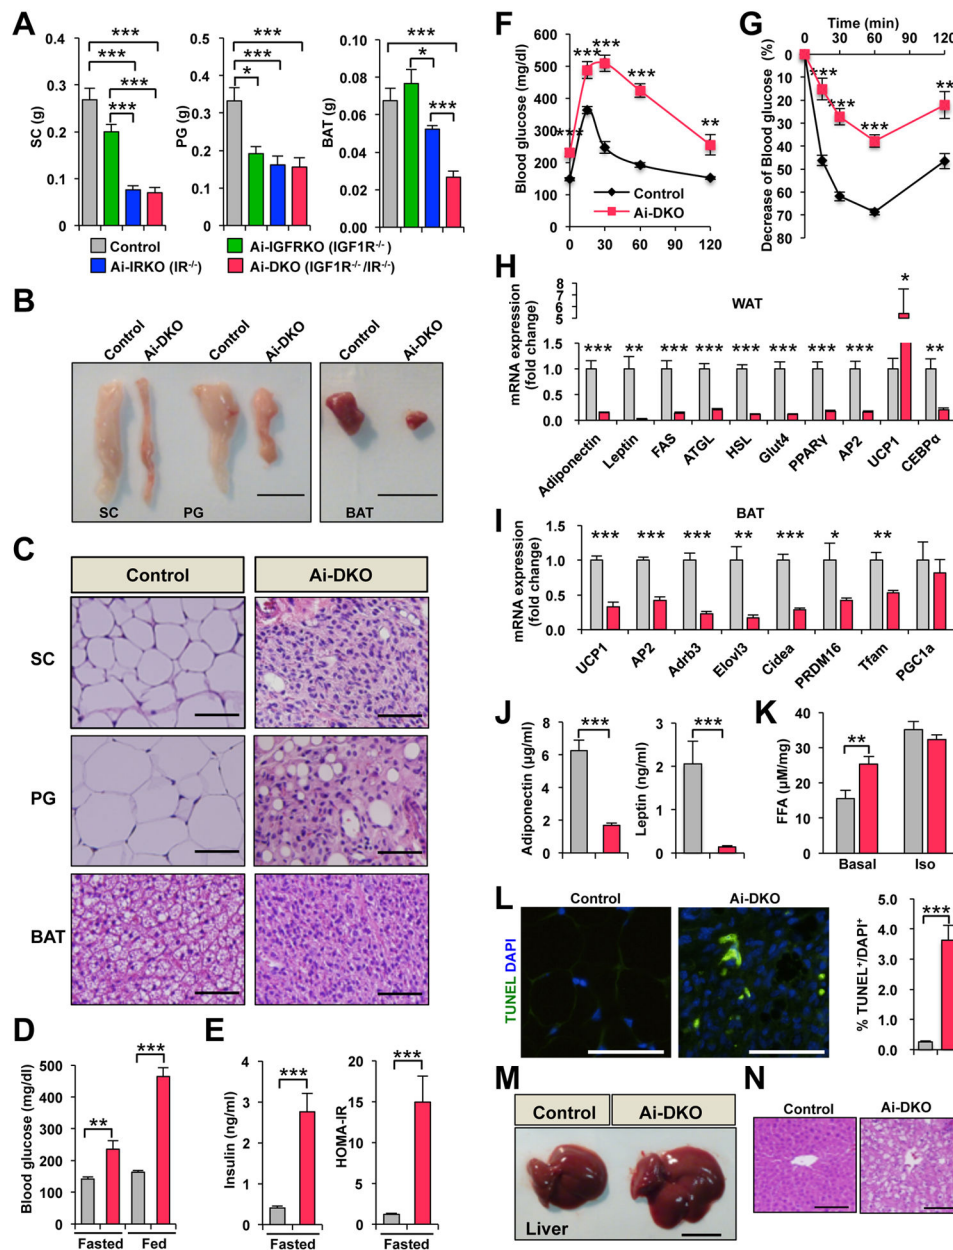 A
SC (g)
0.4
0.3
0.2
0.1
0
***
***
***
***
PG (g)
0.5
0.4
0.3
0.2
0.1
0
***
***
*
BAT (g)
0.10
0.08
0.06
0.04
0.02
0.00
***
*
***
Control
Ai-IRKO (IR-/-)
Ai-IGFRKO (IGF1R-/-)
Ai-DKO (IGF1R-/-/IR-/-)
B
Control
Ai-DKO
Control
Ai-DKO
Control
Ai-DKO
SC
PG
BAT
C
Control
Ai-DKO
SC
PG
BAT
D
Blood glucose (mg/dl)
500
400
300
200
100
0
**
***
Fasted
Fed
E
Insulin (ng/ml)
4
3
2
1
0
***
Fasted
HOMA-IR
20
15
10
5
0
***
Fasted
F
Blood glucose (mg/dl)
600
500
400
300
200
100
0
***
***
***
***
**
Control
Ai-DKO
0 30 60 90 120
G
Time (min)
0 30 60 90 120
Decrease of Blood glucose (%)
0
10
20
30
40
50
60
70
80
***
***
***
**
H
WAT
mRNA expression
(fold change)
8
7
6
5
1.5
1.0
0.5
0.0
*** ** *** *** *** *** *** *** * **
Adiponectin
Leptin
FAS
ATGL
HSL
Glut4
PPARγ
AP2
UCP1
CEBPα
I
BAT
mRNA expression
(fold change)
1.5
1.0
0.5
0.0
*** *** *** ** *** * **
UCP1
AP2
Adrb3
Elovl3
Cidea
PRDM16
Tfam
PGC1a
J
Adiponectin (µg/ml)
8
6
4
2
0
***
Leptin (ng/ml)
3
2
1
0
***
K
FFA (µM/mg)
40
30
20
10
0
**
Basal
Iso
L
Control
Ai-DKO
TUNEL DAPI
% TUNEL+/DAPI+
5.0
4.0
3.0
2.0
1.0
0.0
***
M
Control
Ai-DKO
Liver
N
Control
Ai-DKO